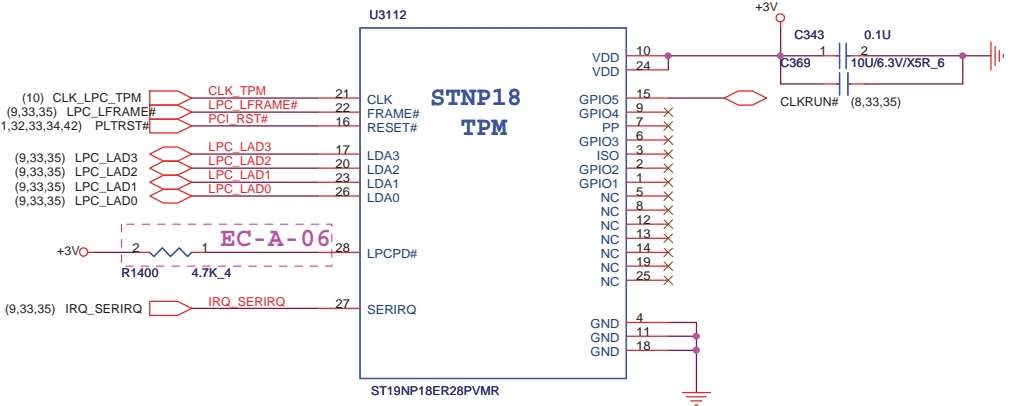 U3112
+3V
C343 0.1U
1 2
C369 10U/6.3V/X5R_6
VDD 10
VDD 24
(10) CLK_LPC_TPM CLK_TPM 21 CLK
(9,33,35) LPC_LFRAME# LPC_LFRAME# 22 FRAME#
1,32,33,34,42) PLTRST# PCI_RST# 16 RESET#
STNP18
TPM
GPIO5 15 CLKRUN# (8,33,35)
GPIO4 9
PP 7
GPIO3 6
ISO 3
GPIO2 2
GPIO1 1
NC 5
NC 8
NC 12
NC 13
NC 14
NC 19
NC 25
(9,33,35) LPC_LAD3 LPC_LAD3 17 LDA3
(9,33,35) LPC_LAD2 LPC_LAD2 20 LDA2
(9,33,35) LPC_LAD1 LPC_LAD1 23 LDA1
(9,33,35) LPC_LAD0 LPC_LAD0 26 LDA0
EC-A-06
+3V 2 1 28 LPCPD#
R1400 4.7K_4
(9,33,35) IRQ_SERIRQ IRQ_SERIRQ 27 SERIRQ
GND 4
GND 11
GND 18
ST19NP18ER28PVMR